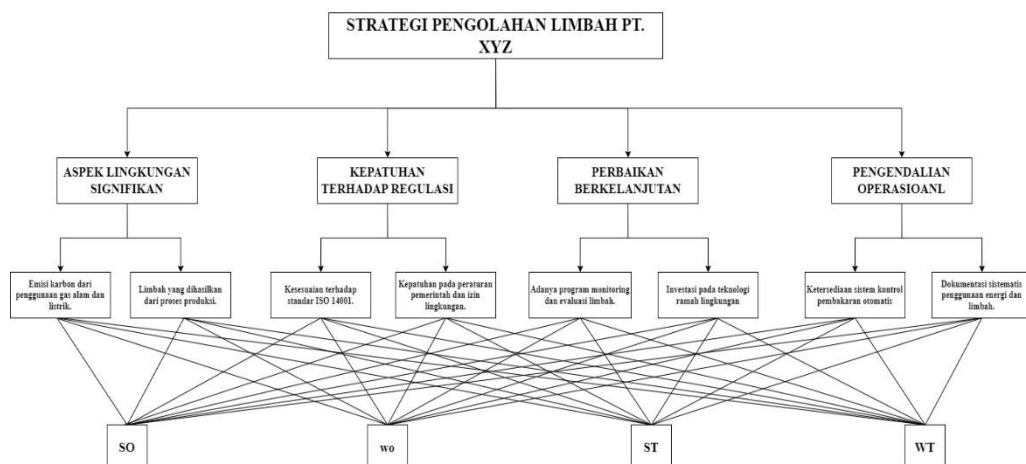 STRATEGI PENGOLAHAN LIMBAH PT.
XYZ
ASPEK LINGKUNGAN
SIGNIFIKAN
KEPATUHAN
TERHADAP REGULASI
PERBAIKAN
BERKELANJUTAN
PENGENDALIAN
OPERASIOANL
Emisi karbon dari
penggunaan gas alam dan
listrik.
Limbah yang dihasilkan
dari proses produksi.
Kesesuaian terhadap
standar ISO 14001.
Kepatuhan pada peraturan
pemerintah dan izin
lingkungan.
Adanya program monitoring
dan evaluasi limbah.
Investasi pada teknologi
ramah lingkungan
Ketersediaan sistem kontrol
pembakaran otomatis
Dokumentasi sistematis
penggunaan energi dan
limbah.
SO
wo
ST
WT